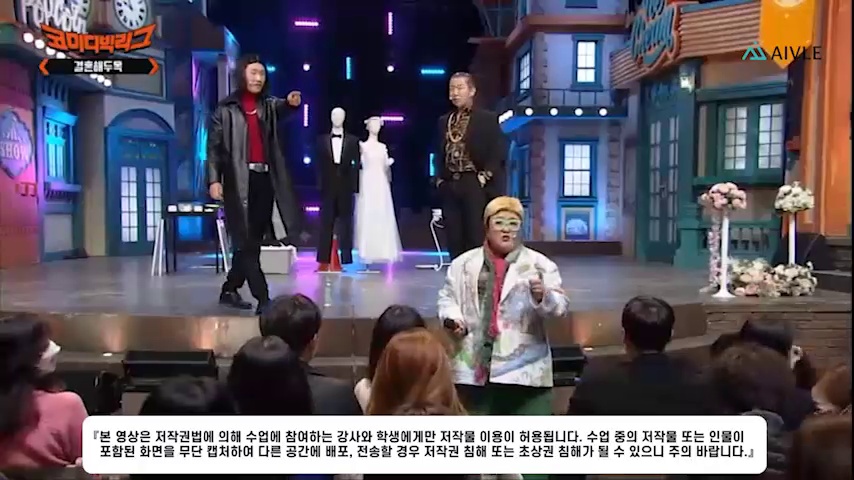 POPCORN
코미디빅리그
결혼해두목
AIVLE
SHOW
『본 영상은 저작권법에 의해 수업에 참여하는 강사와 학생에게만 저작물 이용이 허용됩니다. 수업 중의 저작물 또는 인물이
포함된 화면을 무단 캡처하여 다른 공간에 배포, 전송할 경우 저작권 침해 또는 초상권 침해가 될 수 있으니 주의 바랍니다.』